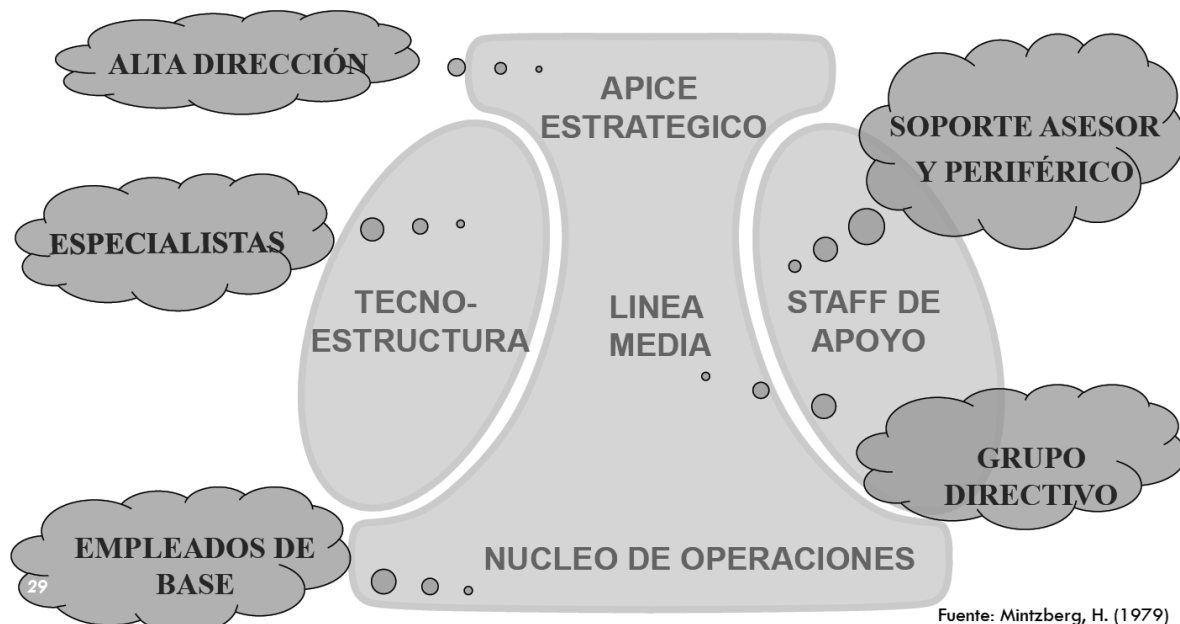 ALTA DIRECCIÓN
APICE
ESTRATEGICO
SOPORTE ASESOR
Y PERIFÉRICO
ESPECIALISTAS
TECNO-
ESTRUCTURA
LINEA
MEDIA
STAFF DE
APOYO
GRUPO
DIRECTIVO
EMPLEADOS DE
BASE
NUCLEO DE OPERACIONES
29
Fuente: Mintzberg, H. (1979)